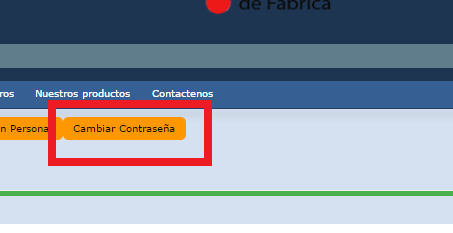 de Fabrica
ros Nuestros productos Contactenos
n Persona Cambiar Contraseña